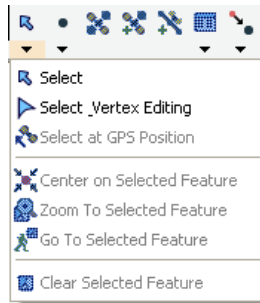 Select
Select _Vertex Editing
Select at GPS Position
Center on Selected Feature
Zoom To Selected Feature
Go To Selected Feature
Clear Selected Feature